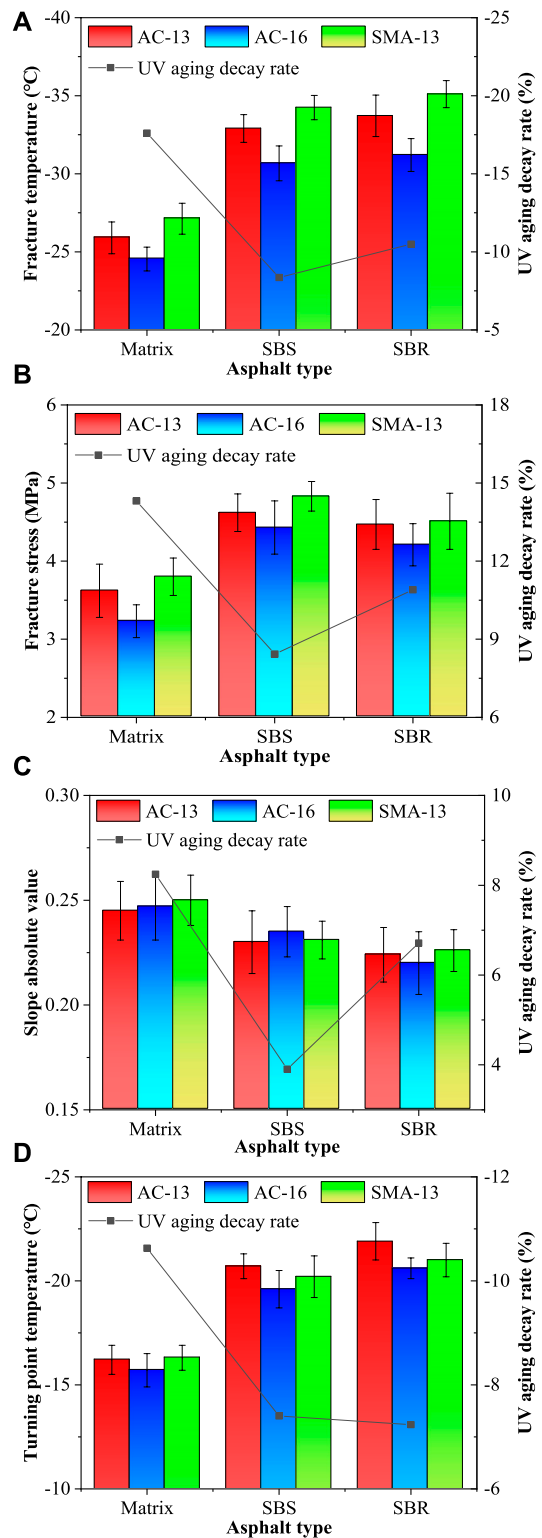 A
-40
-35
-30
-25
-20
Fracture temperature (°C)
AC-13 AC-16 SMA-13
UV aging decay rate
-25
-20
-15
-10
-5
UV aging decay rate (%)
Matrix SBS SBR
Asphalt type
B
6
5
4
3
2
Fracture stress (MPa)
AC-13 AC-16 SMA-13
UV aging decay rate
18
15
12
9
6
UV aging decay rate (%)
Matrix SBS SBR
Asphalt type
C
0.30
0.25
0.20
0.15
Slope absolute value
AC-13 AC-16 SMA-13
UV aging decay rate
10
8
6
4
UV aging decay rate (%)
Matrix SBS SBR
Asphalt type
D
-25
-20
-15
-10
Turning point temperature (°C)
AC-13 AC-16 SMA-13
UV aging decay rate
-12
-10
-8
-6
UV aging decay rate (%)
Matrix SBS SBR
Asphalt type